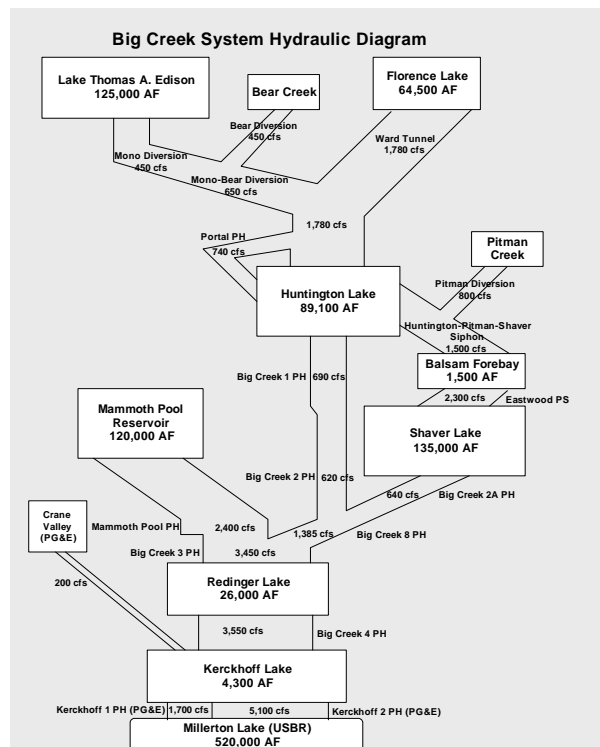 Big Creek System Hydraulic Diagram
Lake Thomas A. Edison
125,000 AF
Bear Creek
Florence Lake
64,500 AF
Bear Diversion
450 cfs
Ward Tunnel
1,780 cfs
Mono Diversion
450 cfs
Mono-Bear Diversion
650 cfs
1,780 cfs
Portal PH
740 cfs
Pitman
Creek
Huntington Lake
89,100 AF
Pitman Diversion
800 cfs
Huntington-Pitman-Shaver
Siphon
1,500 cfs
Balsam Forebay
1,500 AF
Big Creek 1 PH
690 cfs
2,300 cfs
Eastwood PS
Mammoth Pool
Reservoir
120,000 AF
Shaver Lake
135,000 AF
Big Creek 2 PH
620 cfs
640 cfs
Big Creek 2A PH
Crane
Valley
(PG&E)
Mammoth Pool PH
2,400 cfs
1,385 cfs
Big Creek 8 PH
Big Creek 3 PH
3,450 cfs
200 cfs
Redinger Lake
26,000 AF
3,550 cfs
Big Creek 4 PH
Kerckhoff Lake
4,300 AF
Kerckhoff 1 PH (PG&E)
1,700 cfs
5,100 cfs
Kerckhoff 2 PH (PG&E)
Millerton Lake (USBR)
520,000 AF